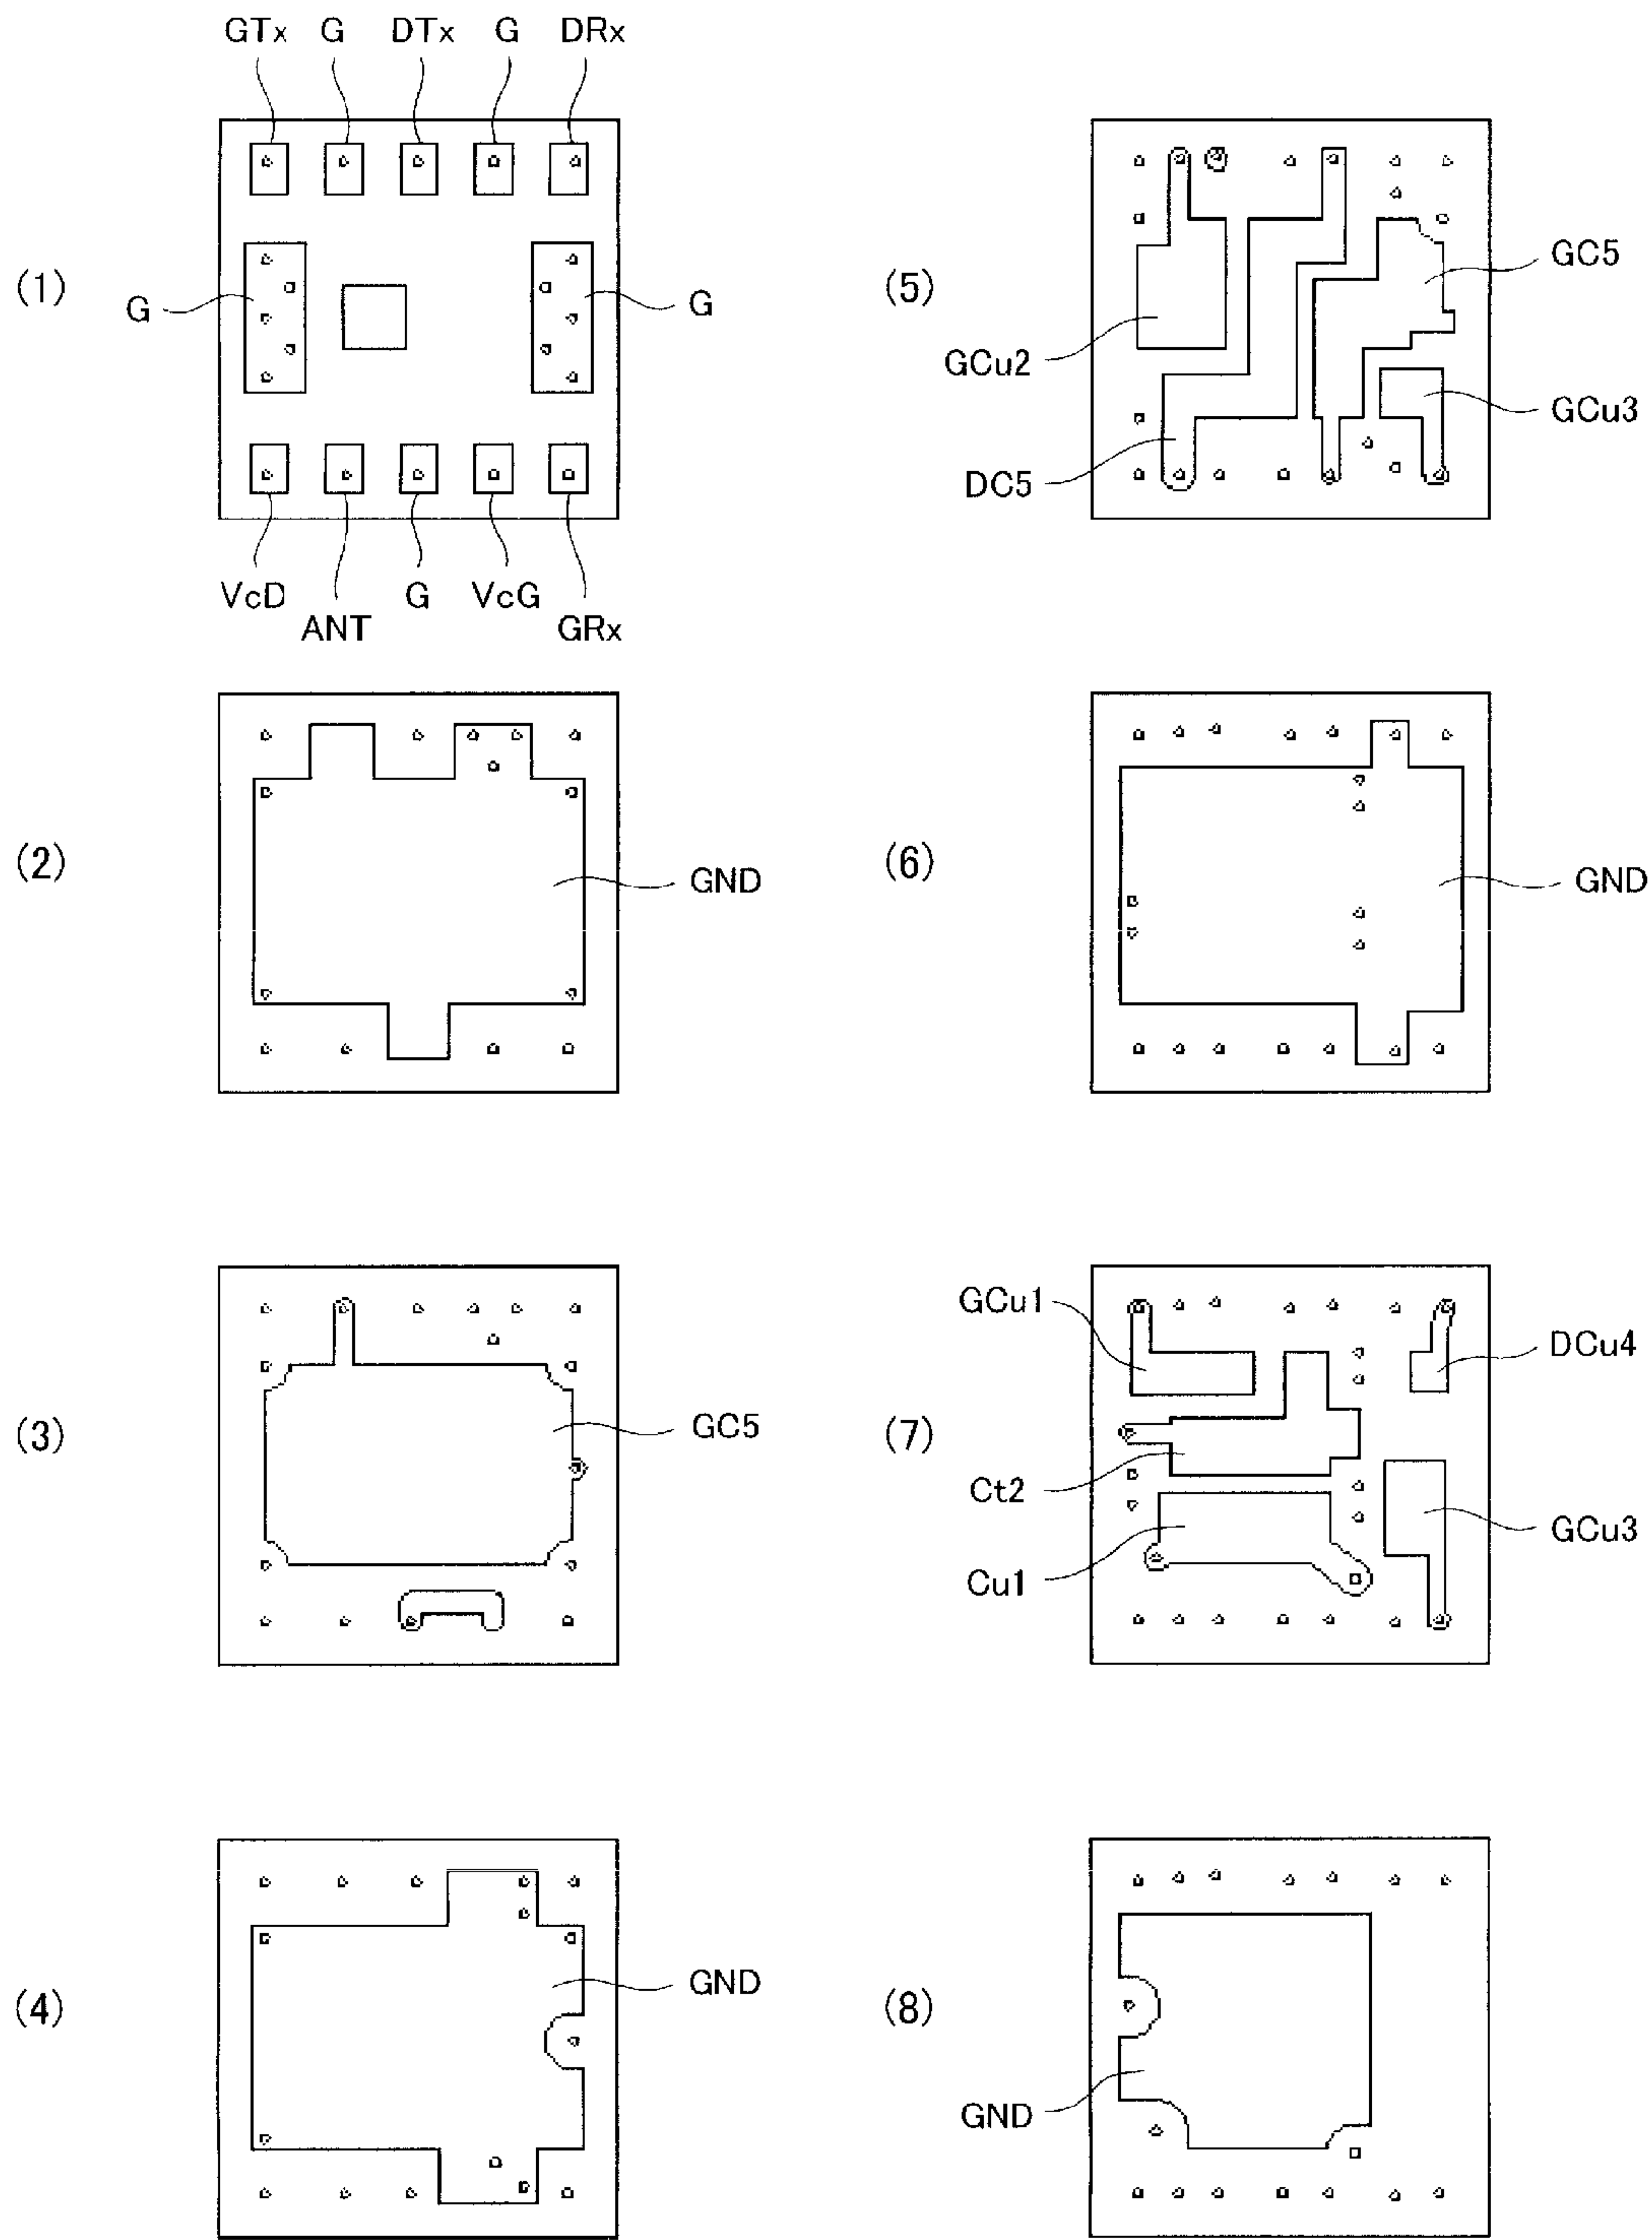 GTx G DTx G DRx
(1)
G
G
VcD ANT G VcG GRx
(2)
GND
(3)
GC5
(4)
GND
(5)
GC5
GCu2
GCu3
DC5
(6)
GND
(7)
GCu1
DCu4
Ct2
GCu3
Cu1
(8)
GND